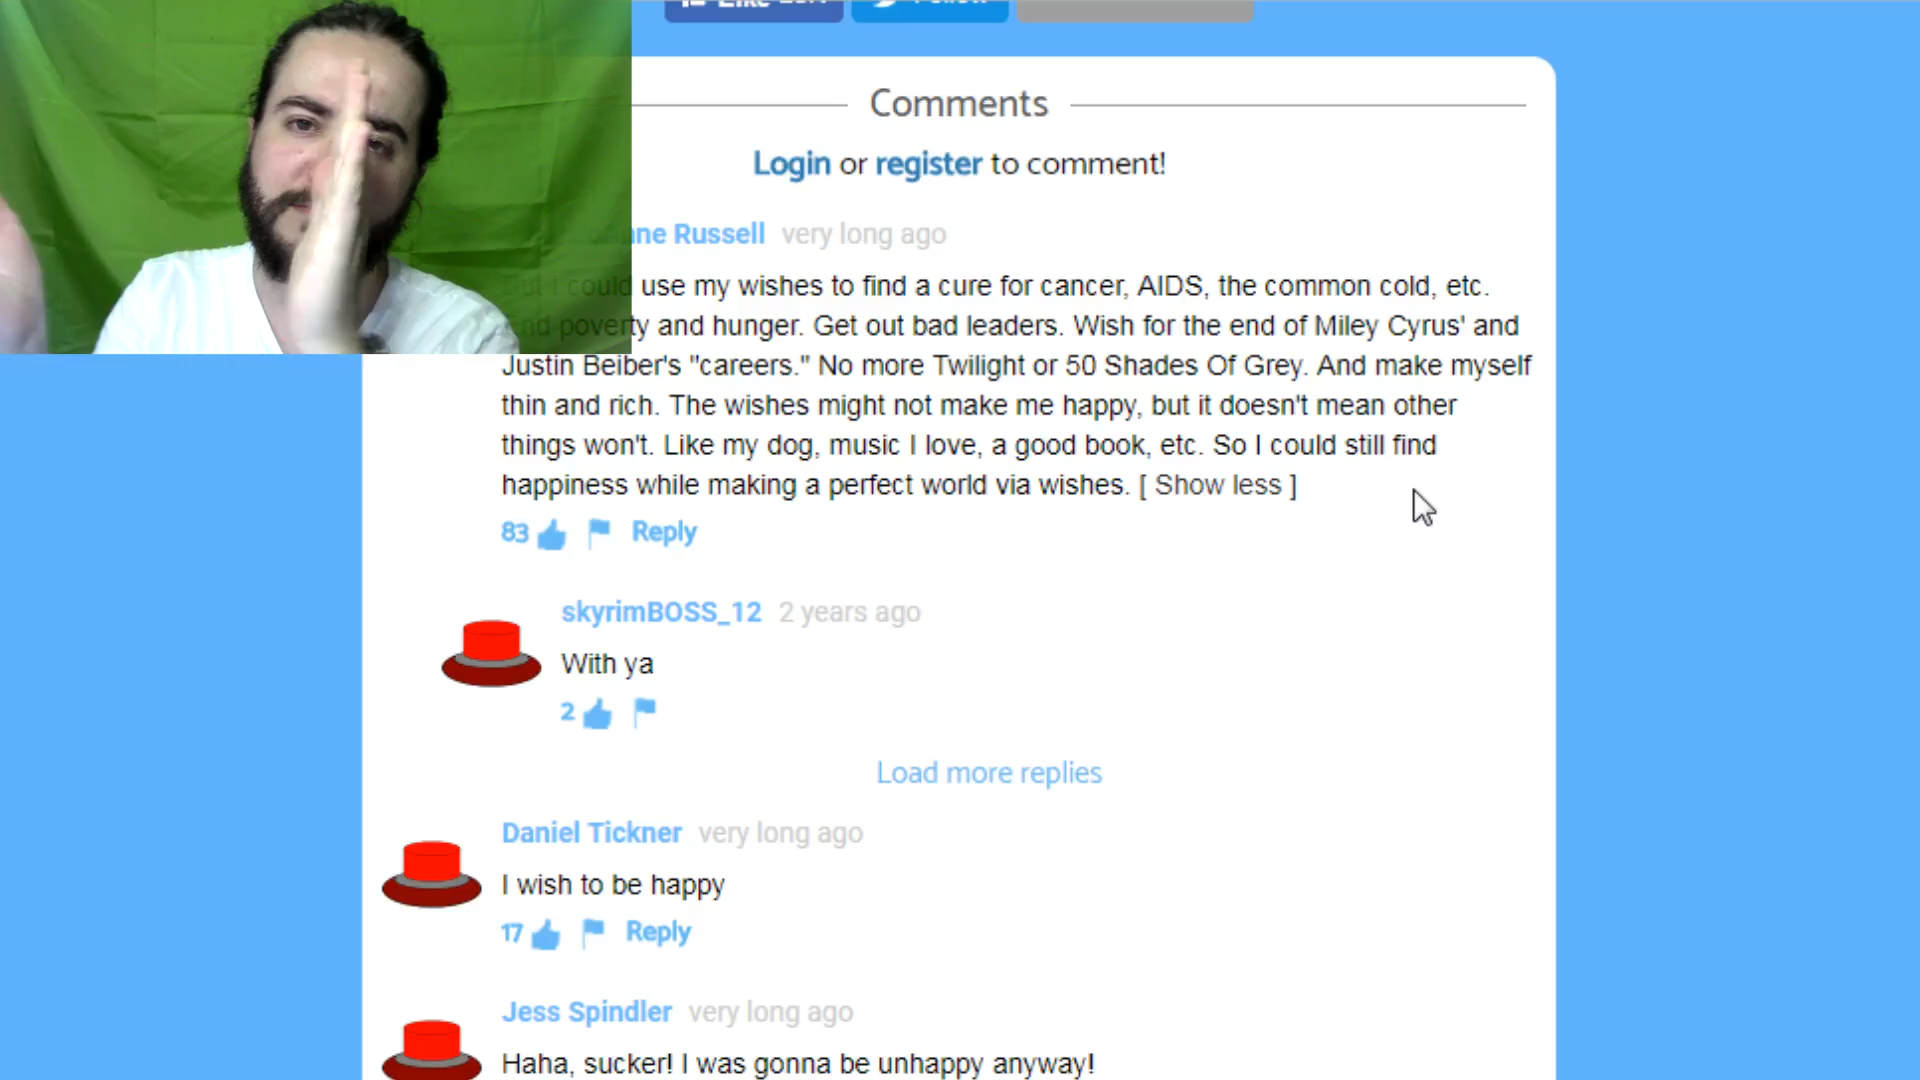 Like
Follow
Comments
Login or register to comment!
Russell very long ago
But I could use my wishes to find a cure for cancer, AIDS, the common cold, etc.
End poverty and hunger. Get out bad leaders. Wish for the end of Miley Cyrus' and
Justin Beiber's "careers." No more Twilight or 50 Shades Of Grey. And make myself
thin and rich. The wishes might not make me happy, but it doesn't mean other
things won't. Like my dog, music I love, a good book, etc. So I could still find
happiness while making a perfect world via wishes. [ Show less ]
83 Reply
skyrimBOSS_12 2 years ago
With ya
2
Load more replies
Daniel Tickner very long ago
I wish to be happy
17 Reply
Jess Spindler very long ago
Haha, sucker! I was gonna be unhappy anyway!